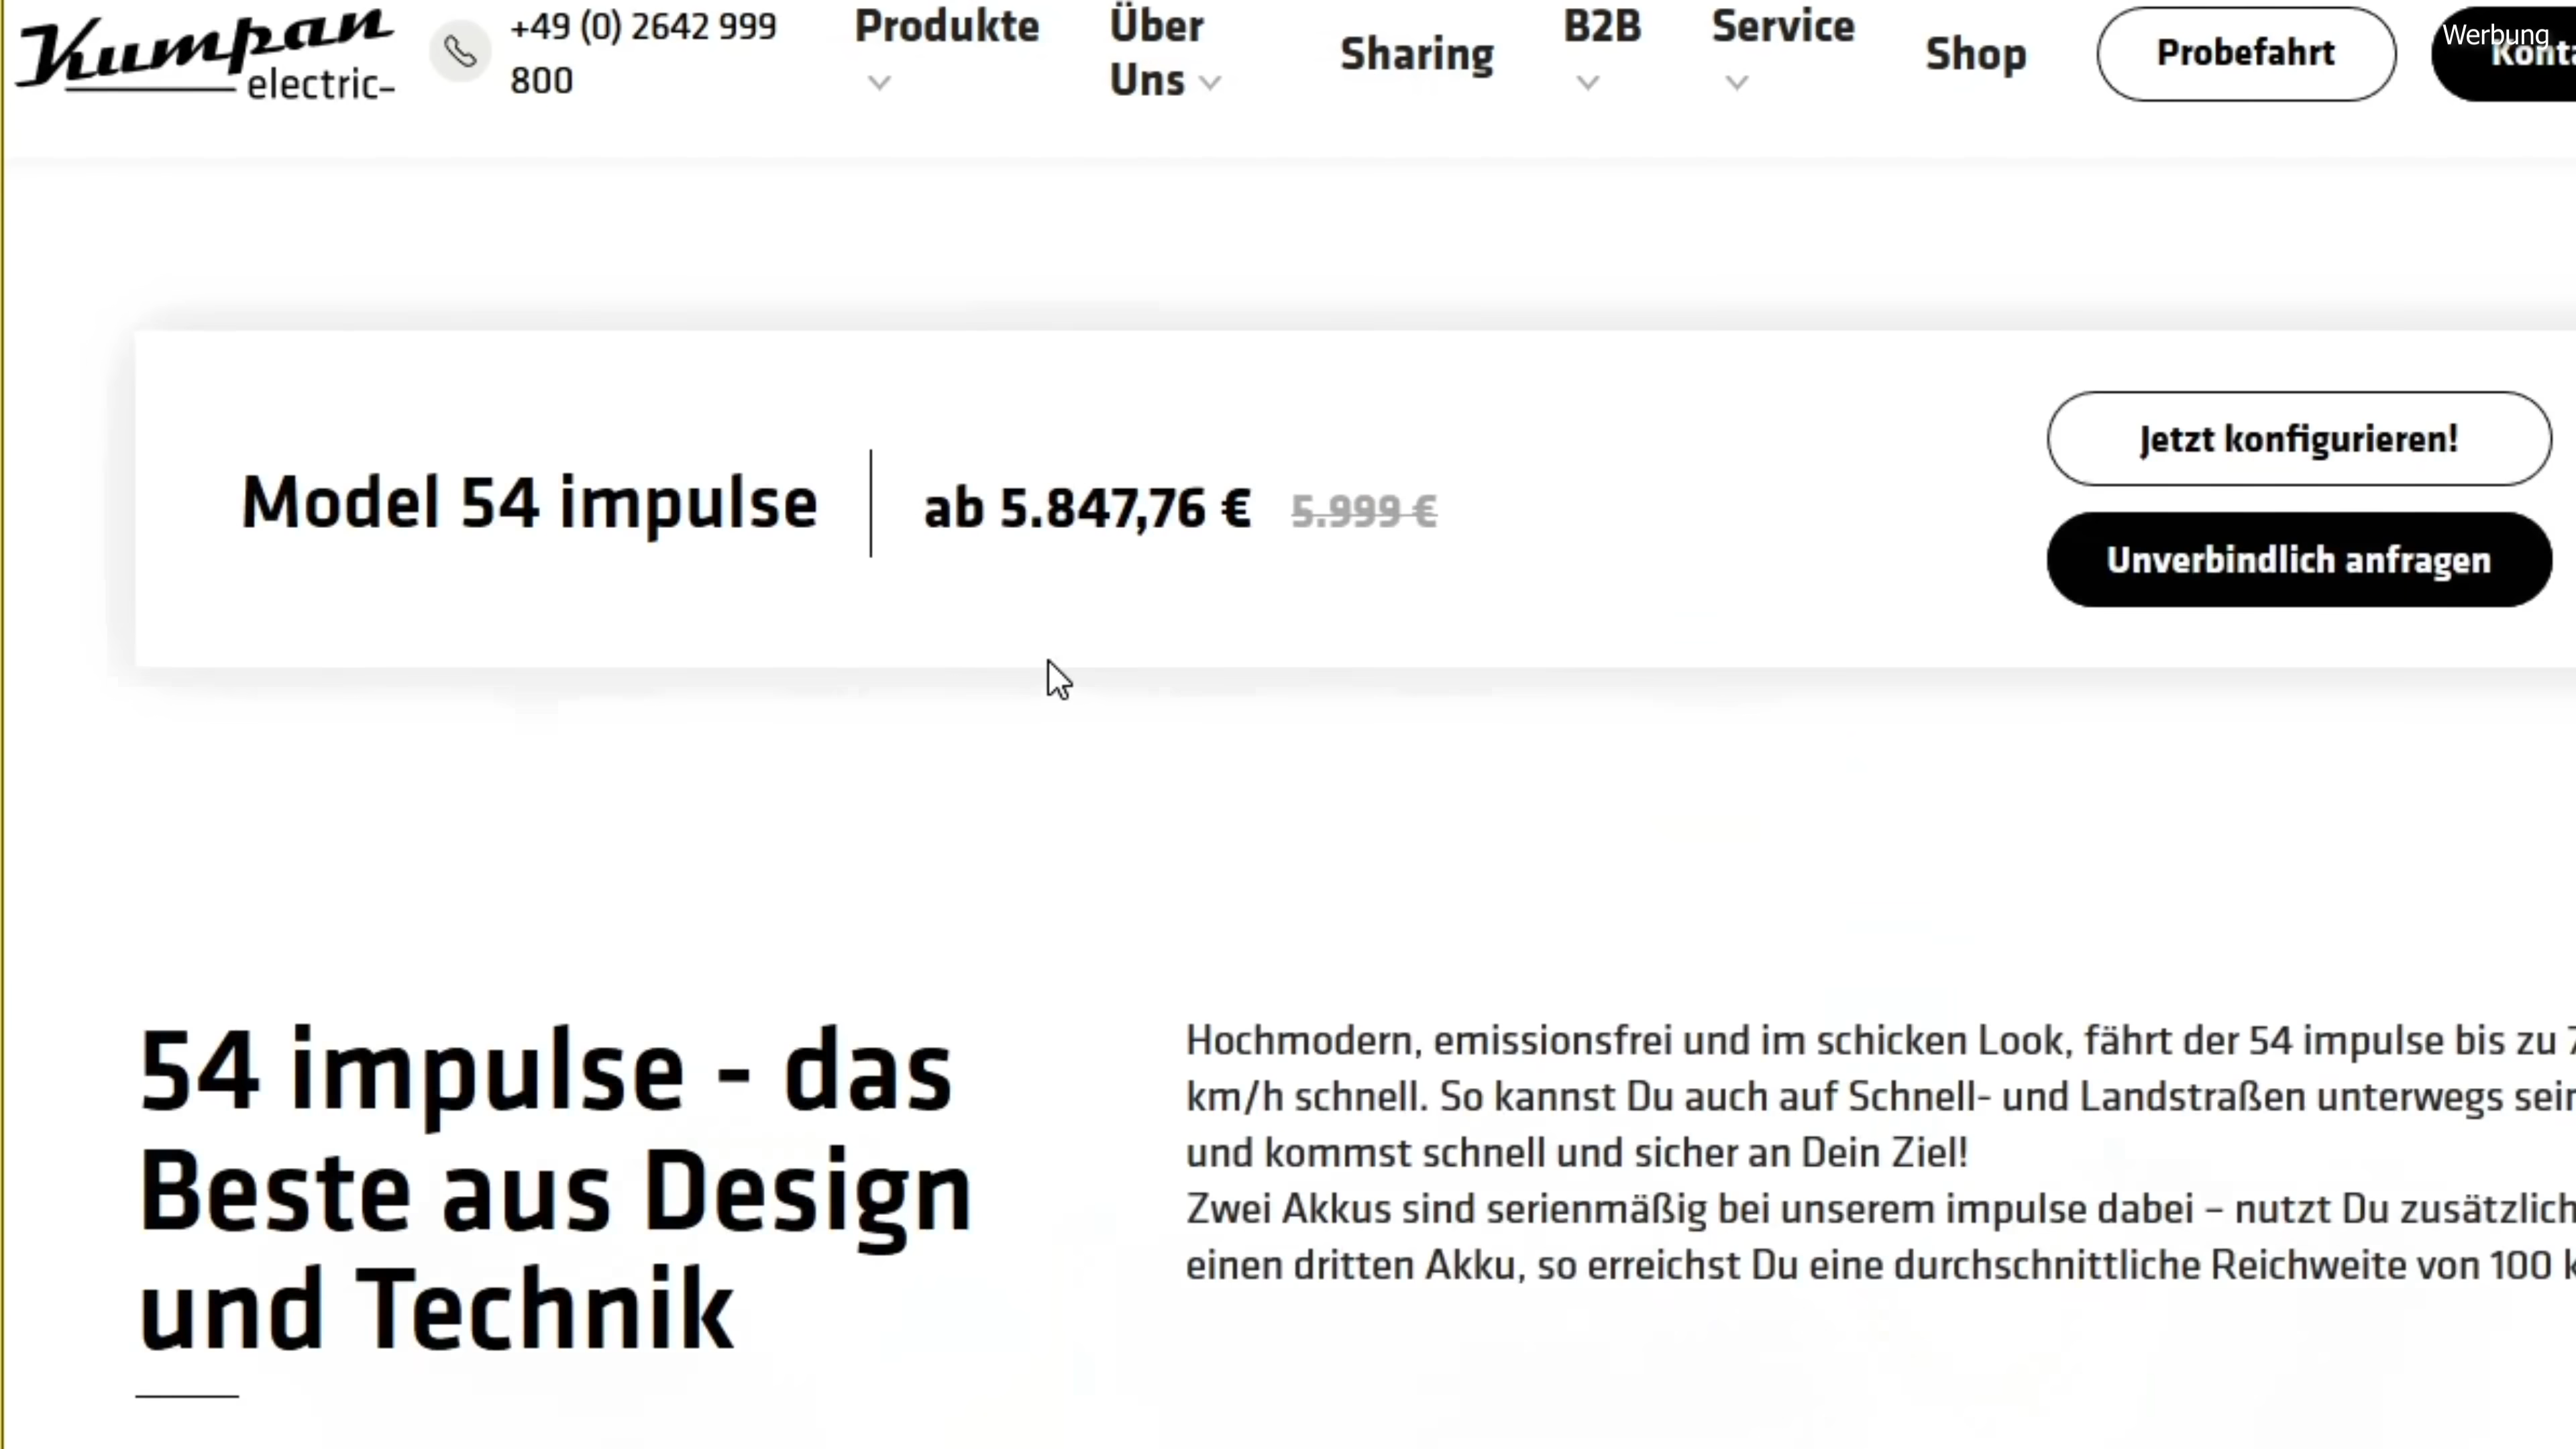 Kumpan
electric-
+49 (0) 2642 999
800
Produkte
Über
Uns
Sharing
B2B
Service
Shop
Probefahrt
Werbung
Model 54 impulse
ab 5.847,76 € 5.999 €
Jetzt konfigurieren!
Unverbindlich anfragen
54 impulse - das
Beste aus Design
und Technik
Hochmodern, emissionsfrei und im schicken Look, fährt der 54 impulse bis zu
km/h schnell. So kannst Du auch auf Schnell- und Landstraßen unterwegs
und kommst schnell und sicher an Dein Ziel!
Zwei Akkus sind serienmäßig bei unserem impulse dabei – nutzt Du zusätzlich
einen dritten Akku, so erreichst Du eine durchschnittliche Reichweite von 100